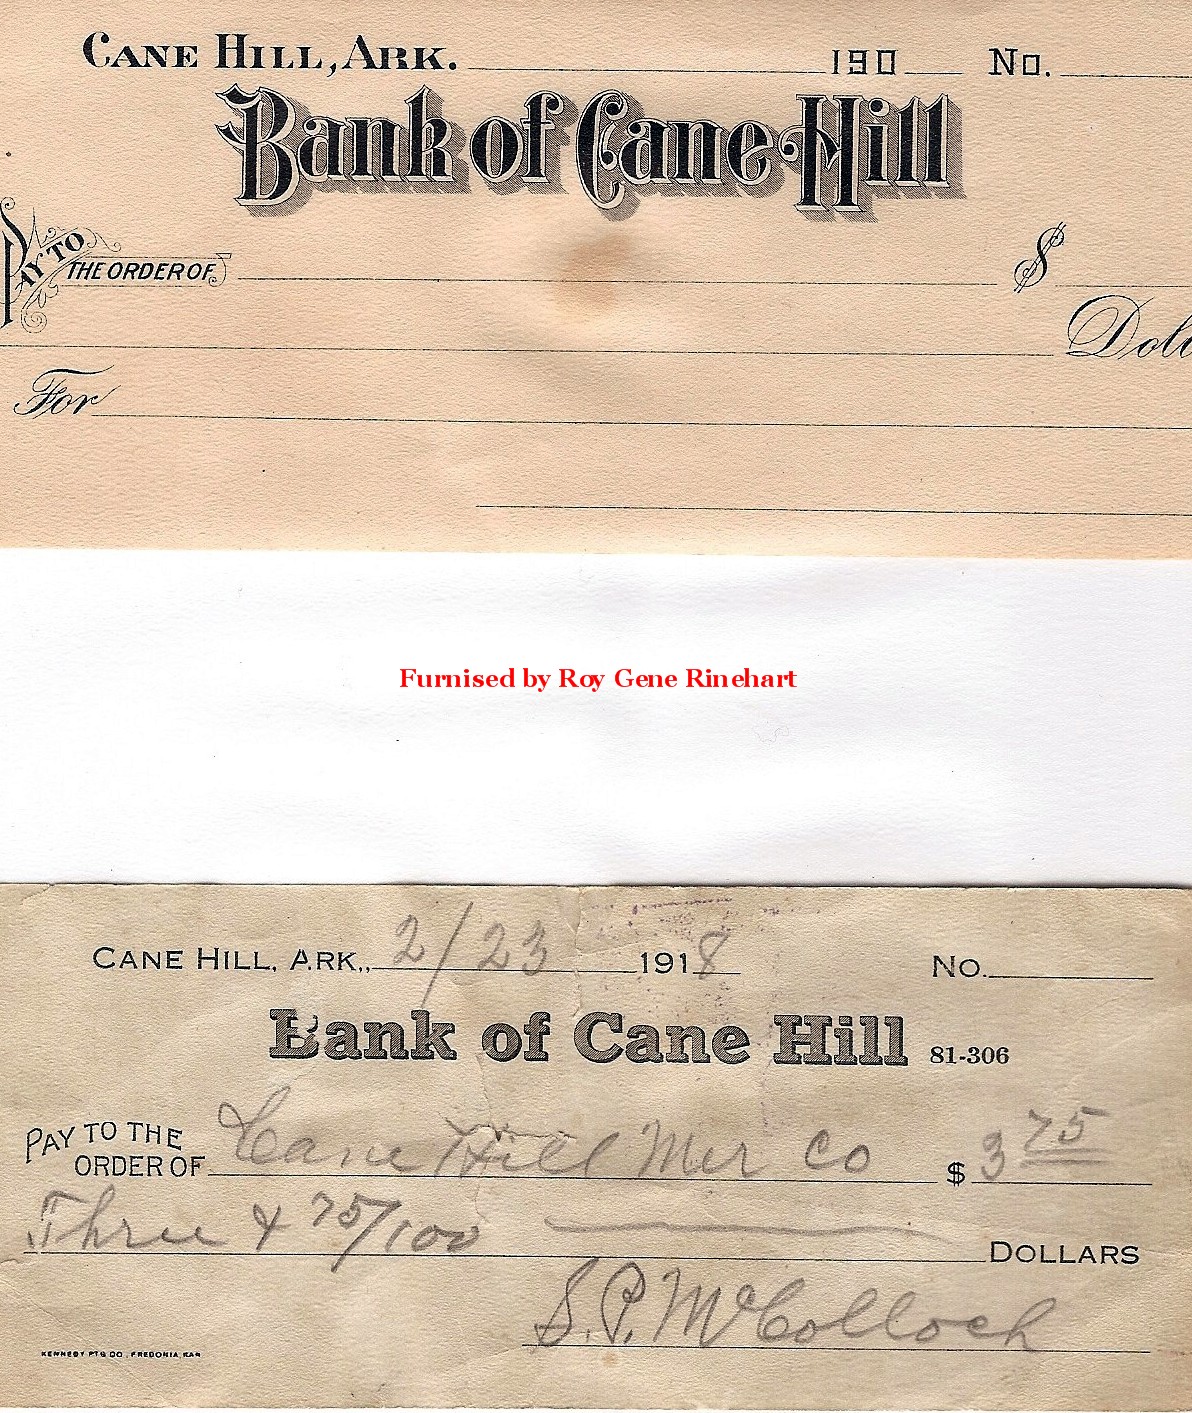 CANE HILL, ARK. 190 No.
Bank of Cane Hill
PAY TO THE ORDER OF $
Doll
For
Furnised by Roy Gene Rinehart
CANE HILL, ARK., 2/23 1918 No.
Bank of Cane Hill 81-306
PAY TO THE ORDER OF Cane Hill Mer Co $ 3 75
Three & 75/100 DOLLARS
S. P. McColloch
KENNEDY PTG CO., FREDONIA, KAN